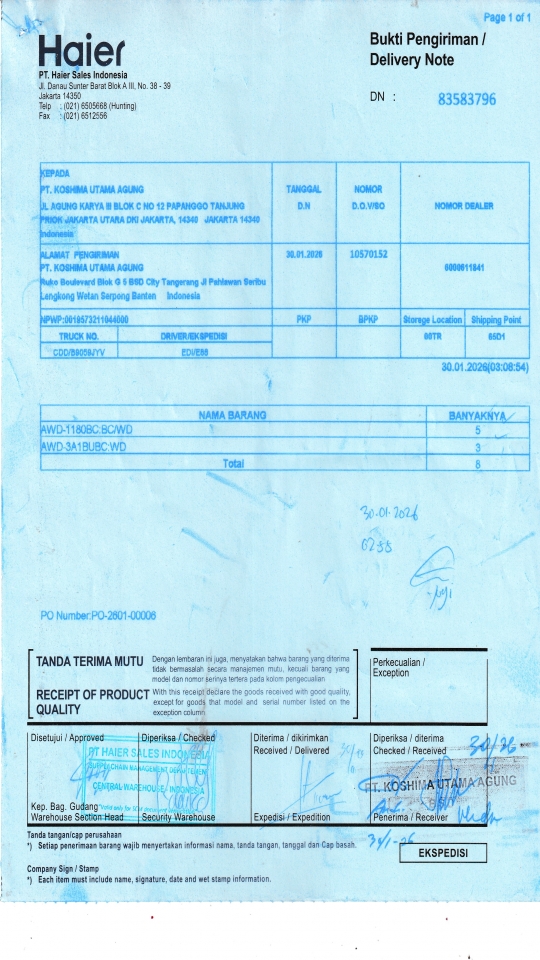 Page 1 of 1
Haier
Bukti Pengiriman /
Delivery Note
PT. Haier Sales Indonesia
Jl. Danau Sunter Barat Blok A III, No. 38 - 39
Jakarta 14350
Telp : (021) 6505668 (Hunting)
Fax : (021) 6512556
DN : 83583796
KEPADA
PT. KOSHIMA UTAMA AGUNG
JL AGUNG KARYA III BLOK C NO 12 PAPANGGO TANJUNG
PRIOK JAKARTA UTARA DKI JAKARTA, 14340 JAKARTA 14340
Indonesia
TANGGAL
D.N
NOMOR
D.O.V/SO
NOMOR DEALER
ALAMAT PENGIRIMAN
PT. KOSHIMA UTAMA AGUNG
Ruko Boulevard Blok G 5 BSD City Tangerang Jl Pahlawan Seribu
Lengkong Wetan Serpong Banten Indonesia
30.01.2026
10570152
NPWP:0019573211044000
PKP
BPKP
Storage Location
Shipping Point
TRUCK NO.
DRIVER/EKSPEDISI
30.01.2026(03:08:54)
NAMA BARANG BANYAKNYA
AWD-1180BC:BC/WD 5
AWD-3A1BUBC:WD 3
Total 8
30.01.2026
0255
PO Number:PO-2601-00006
TANDA TERIMA MUTU
Dengan lembaran ini juga, menyatakan bahwa barang yang diterima
tidak bermasalah secara manajemen mutu, kecuali barang yang
model dan nomor serinya tertera pada kolom pengecualian
RECEIPT OF PRODUCT
QUALITY
With this receipt declare the goods received with good quality,
except for goods that model and serial number listed on the
exception column
Perkecualian /
Exception
Disetujui / Approved
Diperiksa / Checked
Diterima / dikirimkan
Received / Delivered
Diperiksa / diterima
Checked / Received
PT HAIER SALES INDONESIA
SUPPLY CHAIN MANAGEMENT DEPARTEMENT
CENTRAL WAREHOUSE INDONESIA
PT. KOSHIMA UTAMA AGUNG
Kep. Bag. Gudang
Warehouse Section Head
Security Warehouse
Expedisi / Expedition
Penerima / Receiver
Tanda tangan/cap perusahaan
*) Setiap penerimaan barang wajib menyertakan informasi nama, tanda tangan, tanggal dan Cap basah.
EKSPEDISI
Company Sign / Stamp
*) Each item must include name, signature, date and wet stamp information.